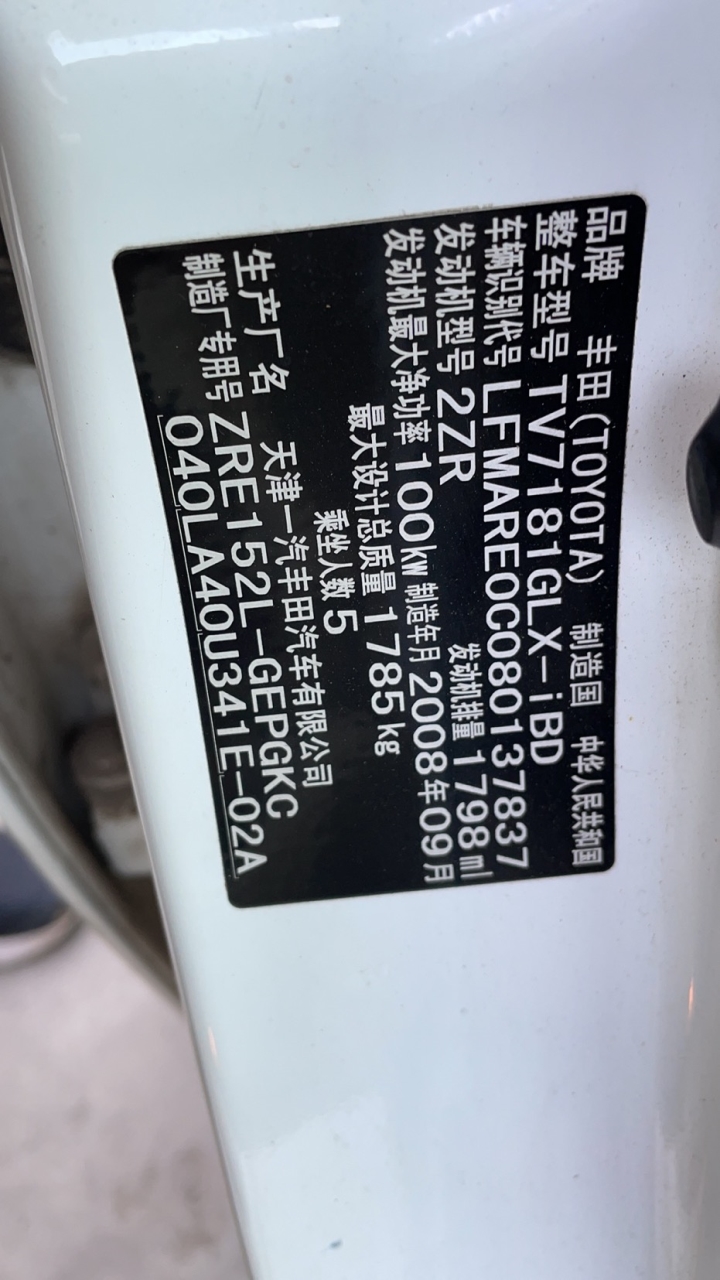 品牌 丰田(TOYOTA) 制造国 中华人民共和国
整车型号 TV7181GLX-iBD
车辆识别代号 LFMARE0C080137837
发动机型号 2ZR 发动机排量 1798ml
发动机最大净功率 100kw 制造年月 2008年09月
最大设计总质量 1785kg
乘坐人数 5
生产厂名 天津一汽丰田汽车有限公司
制造厂专用号 ZRE152L-GEPGKC
040LA40U341E-02A